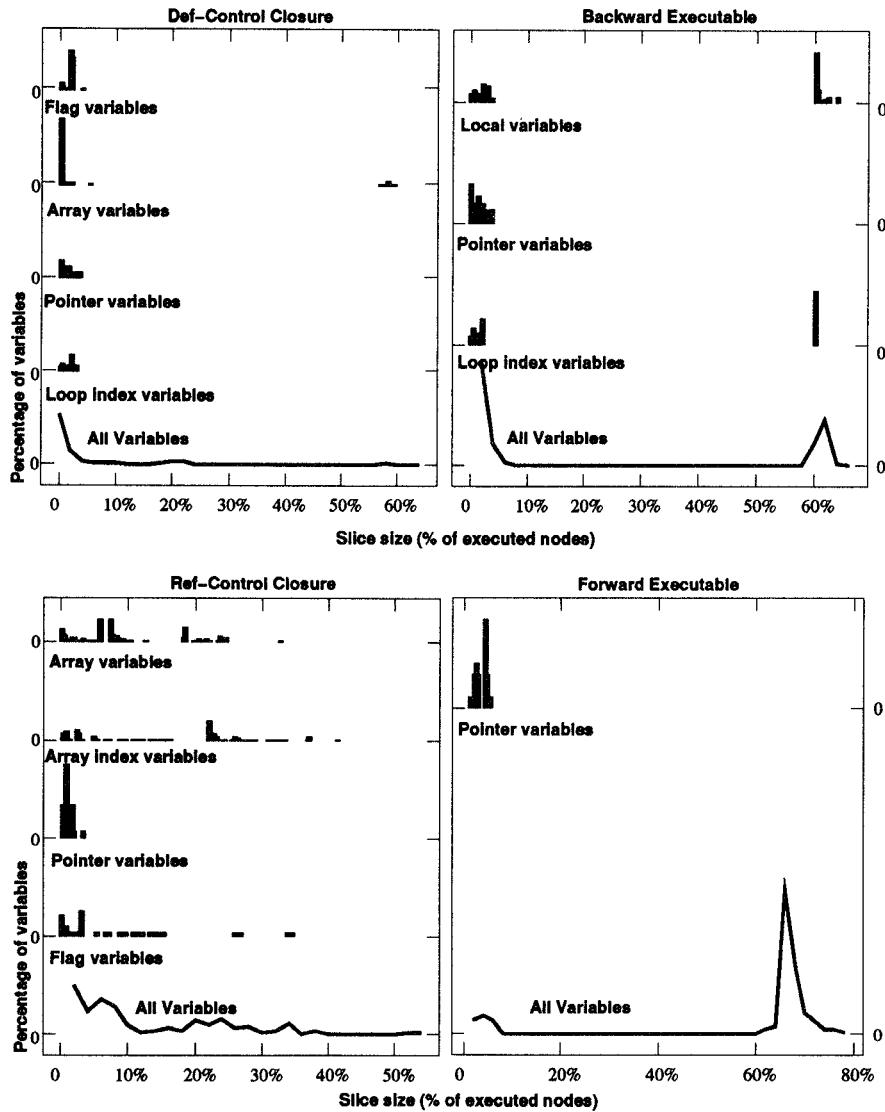 Def-Control Closure
Backward Executable
0
Flag variables
0
Array variables
0
Pointer variables
0
Loop index variables
All Variables
0
Percentage of variables
0 10% 20% 30% 40% 50% 60%
0
Local variables
0
Pointer variables
0
Loop index variables
All Variables
0
0 10% 20% 30% 40% 50% 60%
Slice size (% of executed nodes)
Ref-Control Closure
Forward Executable
0
Array variables
0
Array index variables
0
Pointer variables
0
Flag variables
All Variables
0
Percentage of variables
0 10% 20% 30% 40% 50%
0
Pointer variables
All Variables
0
0 20% 40% 60% 80%
Slice size (% of executed nodes)